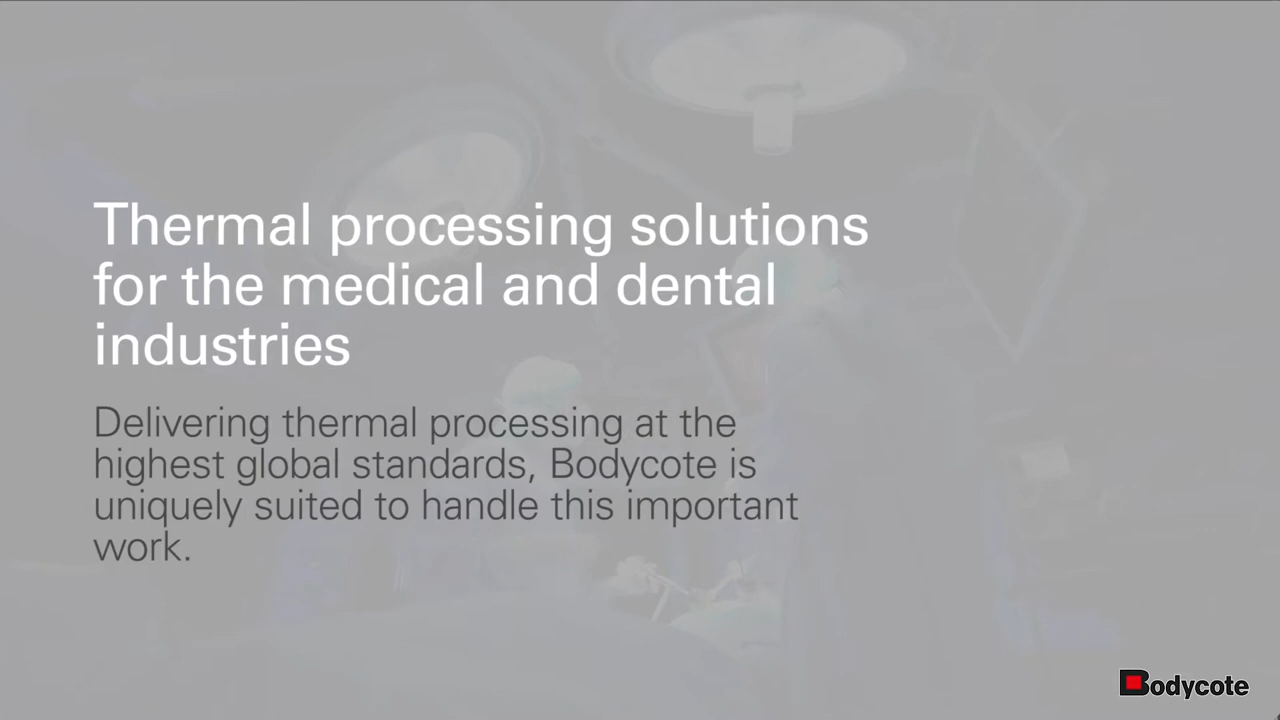 Thermal processing solutions
for the medical and dental
industries
Delivering thermal processing at the
highest global standards, Bodycote is
uniquely suited to handle this important
work.
Bodycote